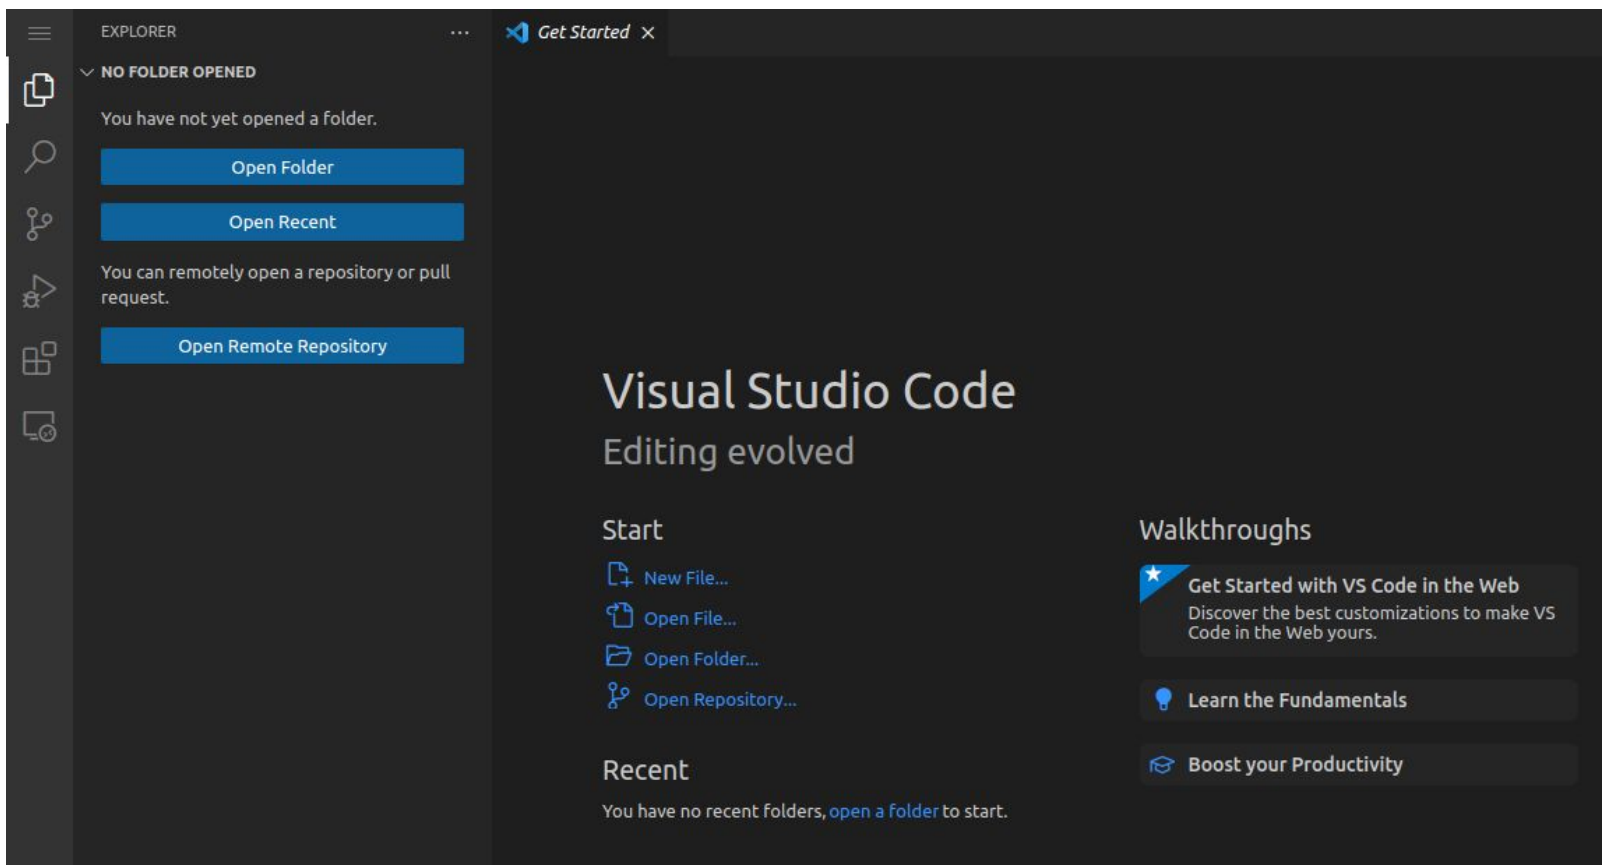 EXPLORER
NO FOLDER OPENED
You have not yet opened a folder.
Open Folder
Open Recent
You can remotely open a repository or pull
request.
Open Remote Repository
Get Started
Visual Studio Code
Editing evolved
Start
New File...
Open File...
Open Folder...
Open Repository...
Recent
You have no recent folders, open a folder to start.
Walkthroughs
Get Started with VS Code in the Web
Discover the best customizations to make VS
Code in the Web yours.
Learn the Fundamentals
Boost your Productivity